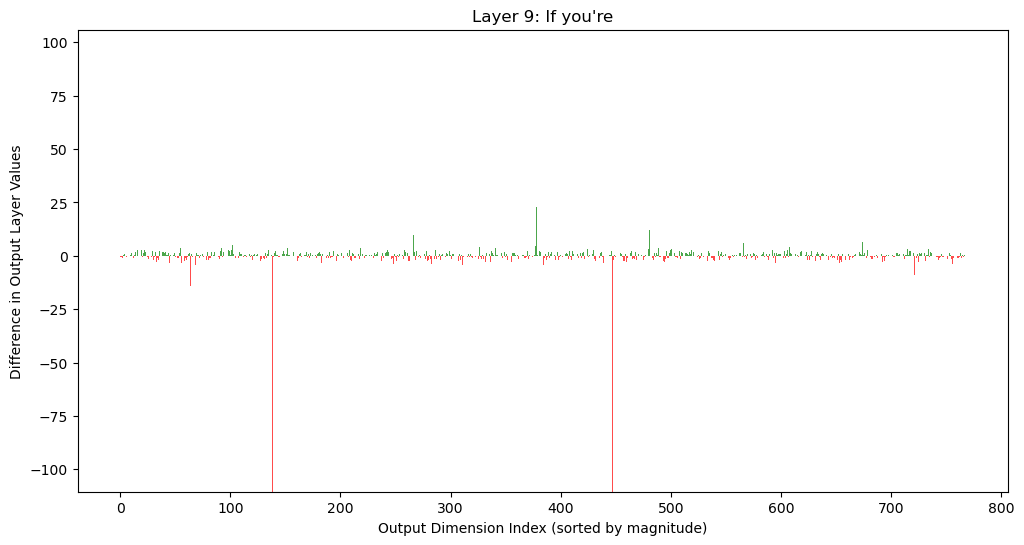 Layer 9: If you're
Difference in Output Layer Values
100
75
50
25
0
−25
−50
−75
−100
0 100 200 300 400 500 600 700 800
Output Dimension Index (sorted by magnitude)